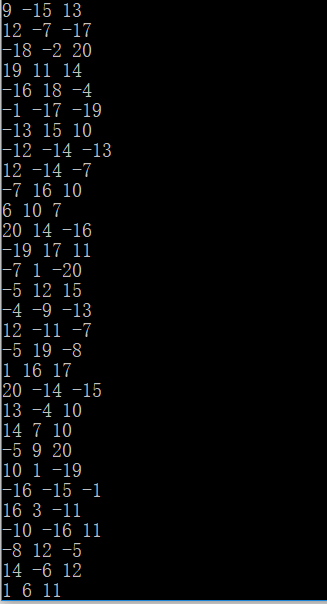 9 -15 13
12 -7 -17
-18 -2 20
19 11 14
-16 18 -4
-1 -17 -19
-13 15 10
-12 -14 -13
12 -14 -7
-7 16 10
6 10 7
20 14 -16
-19 17 11
-7 1 -20
-5 12 15
-4 -9 -13
12 -11 -7
-5 19 -8
1 16 17
20 -14 -15
13 -4 10
14 7 10
-5 9 20
10 1 -19
-16 -15 -1
16 3 -11
-10 -16 11
-8 12 -5
14 -6 12
1 6 11